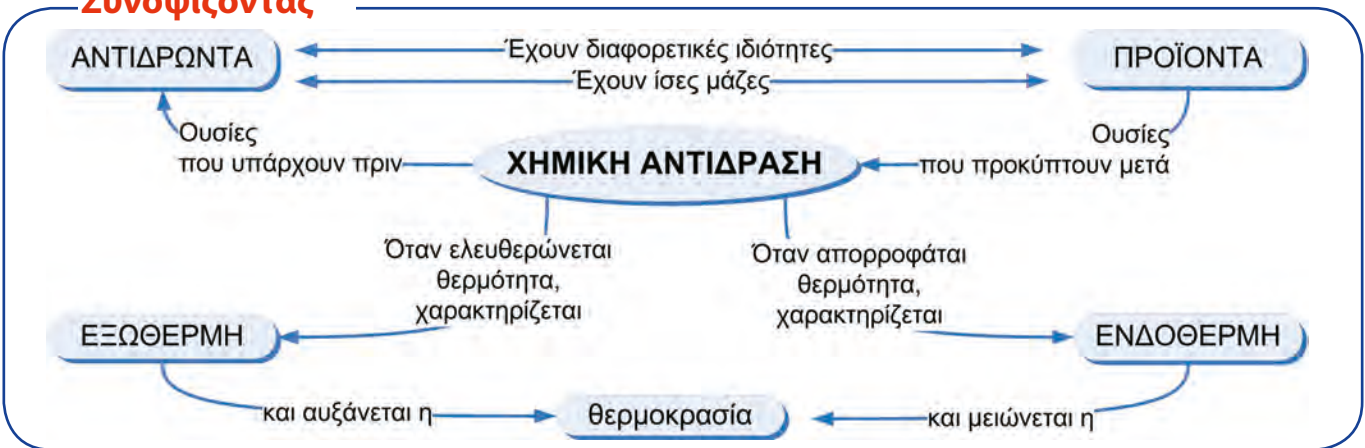 Συνοψίζοντας
ΑΝΤΙΔΡΩΝΤΑ
Έχουν διαφορετικές ιδιότητες
Έχουν ίσες μάζες
ΠΡΟΪΟΝΤΑ
Ουσίες
που υπάρχουν πριν
ΧΗΜΙΚΗ ΑΝΤΙΔΡΑΣΗ
Ουσίες
που προκύπτουν μετά
Όταν ελευθερώνεται
θερμότητα,
χαρακτηρίζεται
Όταν απορροφάται
θερμότητα,
χαρακτηρίζεται
ΕΞΩΘΕΡΜΗ
ΕΝΔΟΘΕΡΜΗ
και αυξάνεται η
θερμοκρασία
και μειώνεται η